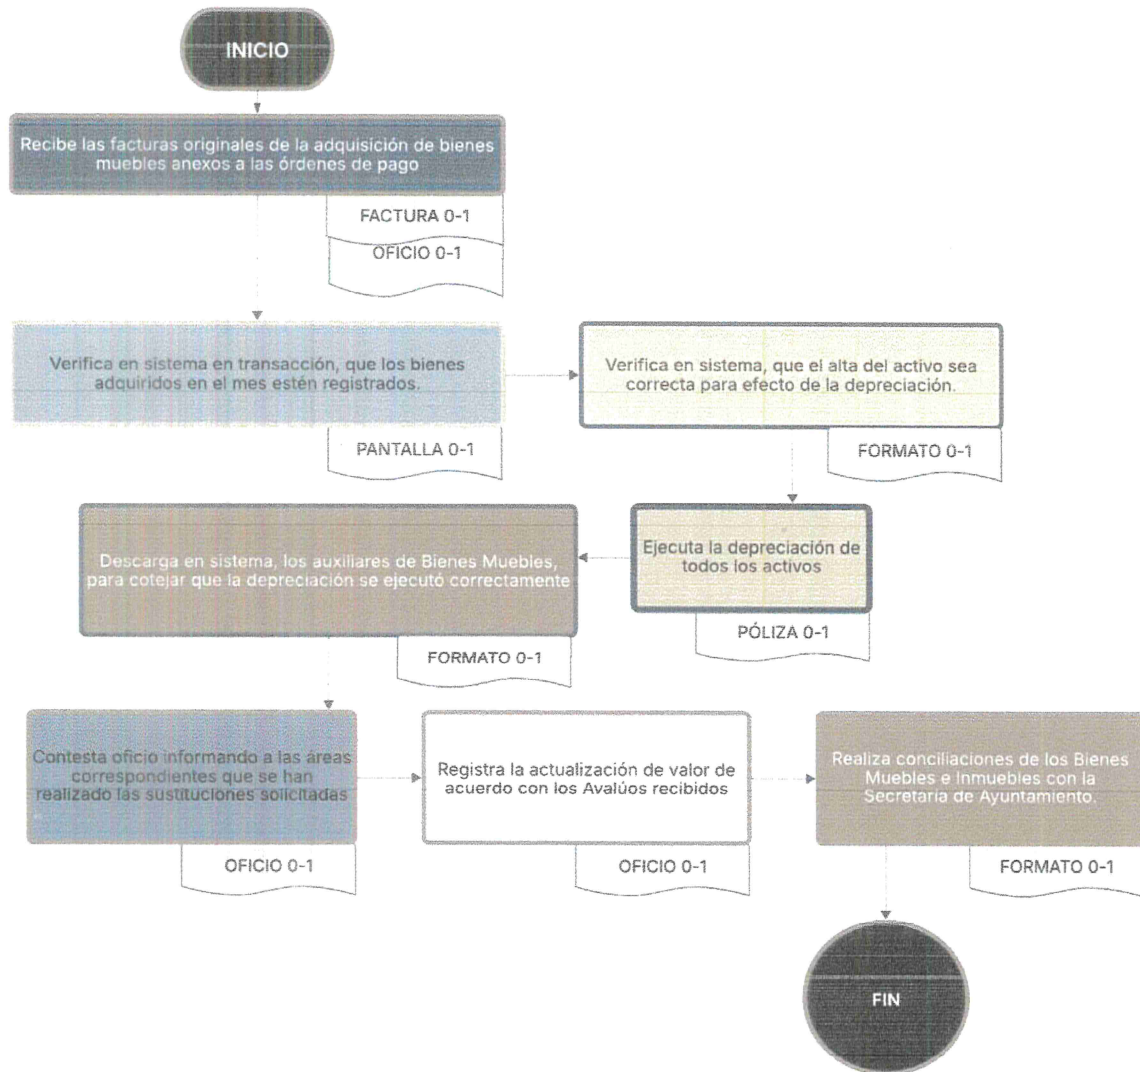 INICIO
Recibe las facturas originales de la adquisición de bienes
muebles anexos a las órdenes de pago
FACTURA 0-1
OFICIO 0-1
Verifica en sistema en transacción, que los bienes
adquiridos en el mes estén registrados.
PANTALLA 0-1
Verifica en sistema, que el alta del activo sea
correcta para efecto de la depreciación.
FORMATO 0-1
Ejecuta la depreciación de
todos los activos
PÓLIZA 0-1
Descarga en sistema, los auxiliares de Bienes Muebles,
para cotejar que la depreciación se ejecutó correctamente
FORMATO 0-1
Contesta oficio informando a las áreas
correspondientes que se han
realizado las sustituciones solicitadas
OFICIO 0-1
Registra la actualización de valor de
acuerdo con los Avalúos recibidos
OFICIO 0-1
Realiza conciliaciones de los Bienes
Muebles e Inmuebles con la
Secretaría de Ayuntamiento.
FORMATO 0-1
FIN